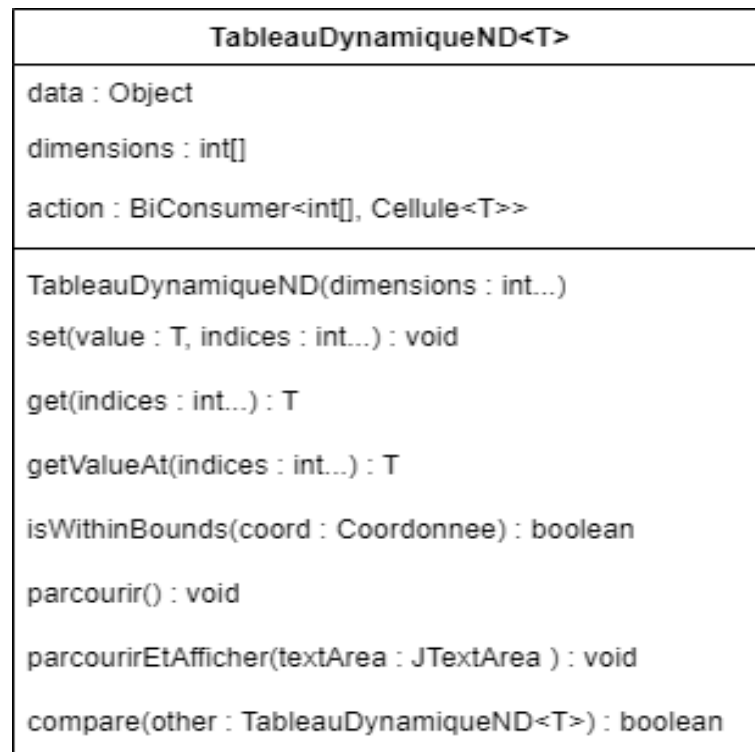 TableauDynamiqueND<T>
data : Object
dimensions : int[]
action : BiConsumer<int[], Cellule<T>>
TableauDynamiqueND(dimensions : int...)
set(value : T, indices : int...) : void
get(indices : int...) : T
getValueAt(indices : int...) : T
isWithinBounds(coord : Coordonnee) : boolean
parcourir() : void
parcourirEtAfficher(textArea : JTextArea ) : void
compare(other : TableauDynamiqueND<T>) : boolean